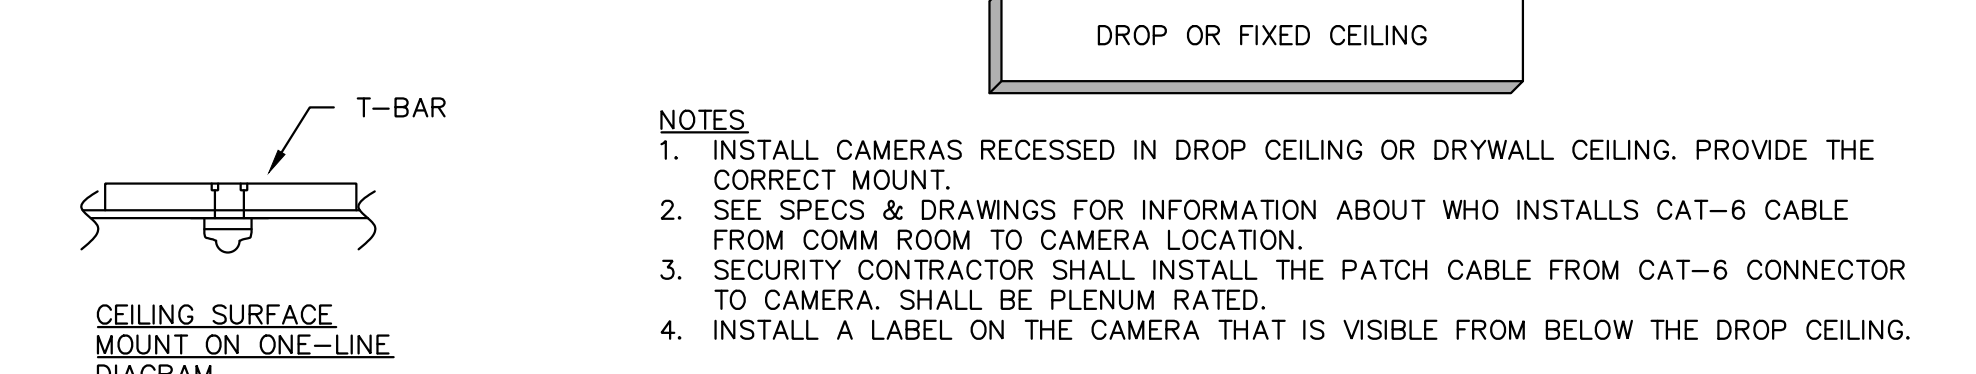 DROP OR FIXED CEILING
T-BAR
NOTES
1. INSTALL CAMERAS RECESSED IN DROP CEILING OR DRYWALL CEILING. PROVIDE THE
CORRECT MOUNT.
2. SEE SPECS & DRAWINGS FOR INFORMATION ABOUT WHO INSTALLS CAT-6 CABLE
FROM COMM ROOM TO CAMERA LOCATION.
3. SECURITY CONTRACTOR SHALL INSTALL THE PATCH CABLE FROM CAT-6 CONNECTOR
TO CAMERA. SHALL BE PLENUM RATED.
4. INSTALL A LABEL ON THE CAMERA THAT IS VISIBLE FROM BELOW THE DROP CEILING.
CEILING SURFACE
MOUNT ON ONE-LINE
DIAGRAM